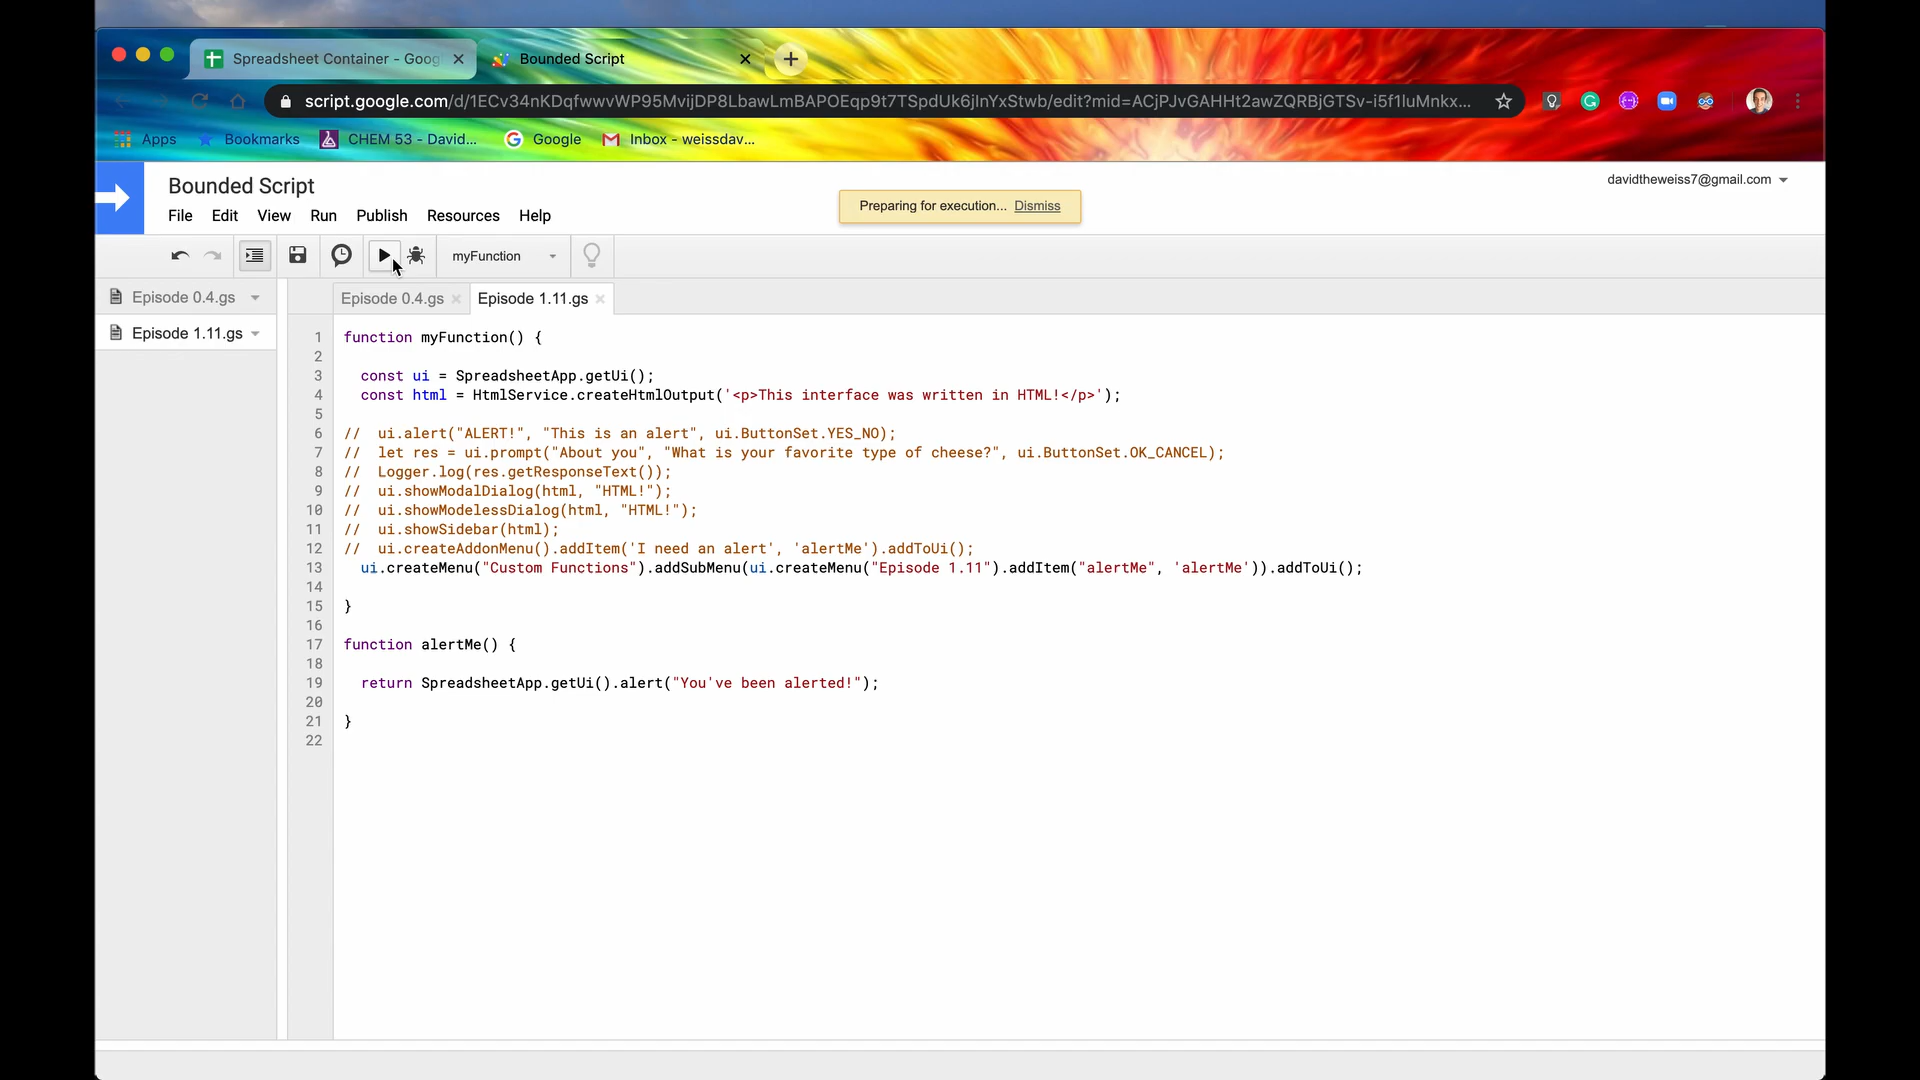 Spreadsheet Container - Goog
Bounded Script
script.google.com/d/1ECv34nKDqfwwvWP95MvijDP8LbawLmBAPOEqp9t7TSpdUk6jlnYxStwb/edit?mid=ACjPJvGAHHt2awZQRBjGTSv-i5f1luMnkx...
Apps Bookmarks CHEM 53 - David... Google Inbox - weissdav...
Bounded Script
davidtheweiss7@gmail.com
Preparing for execution... Dismiss
File Edit View Run Publish Resources Help
myFunction
Episode 0.4.gs
Episode 1.11.gs
Episode 0.4.gs Episode 1.11.gs
1 function myFunction() {
2
3 const ui = SpreadsheetApp.getUi();
4 const html = HtmlService.createHtmlOutput('<p>This interface was written in HTML!</p>');
5
6 // ui.alert("ALERT!", "This is an alert", ui.ButtonSet.YES_NO);
7 // let res = ui.prompt("About you", "What is your favorite type of cheese?", ui.ButtonSet.OK_CANCEL);
8 // Logger.log(res.getResponseText());
9 // ui.showModalDialog(html, "HTML!");
10 // ui.showModelessDialog(html, "HTML!");
11 // ui.showSidebar(html);
12 // ui.createAddonMenu().addItem('I need an alert', 'alertMe').addToUi();
13 ui.createMenu("Custom Functions").addSubMenu(ui.createMenu("Episode 1.11").addItem("alertMe", 'alertMe')).addToUi();
14
15 }
16
17 function alertMe() {
18
19 return SpreadsheetApp.getUi().alert("You've been alerted!");
20
21 }
22